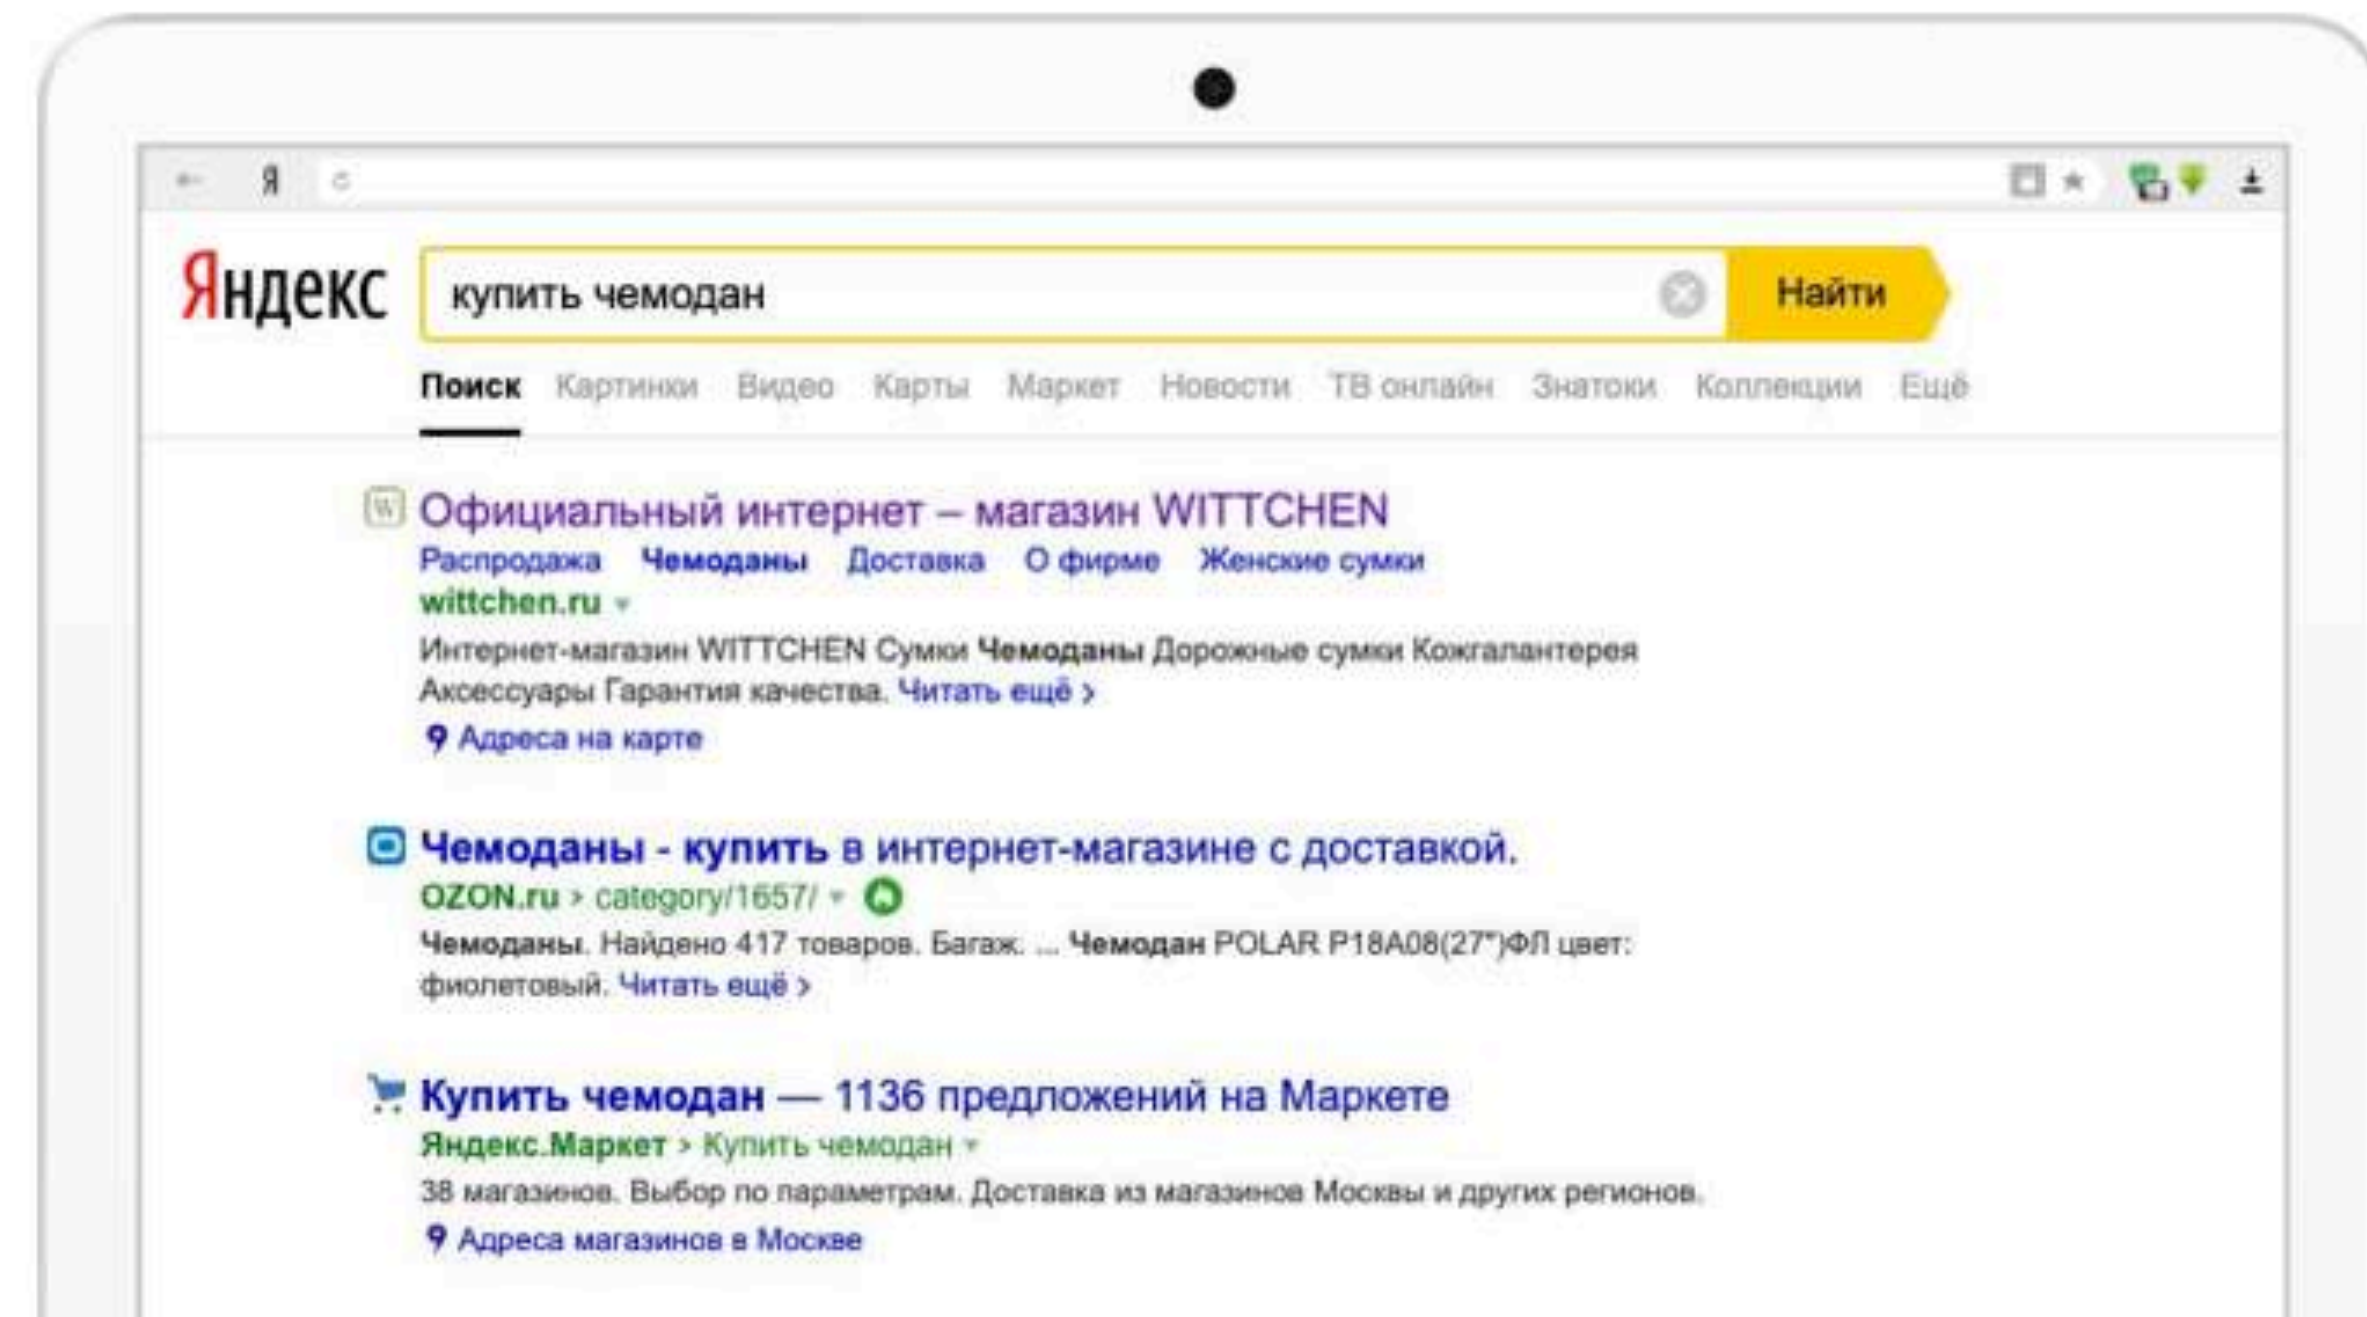 Я
Яндекс купить чемодан Найти
Поиск Картинки Видео Карты Маркет Новости ТВ онлайн Знатоки Коллекции Ещё
W Официальный интернет – магазин WITTCHEN
Распродажа Чемоданы Доставка О фирме Женские сумки
wittchen.ru
Интернет-магазин WITTCHEN Сумки Чемоданы Дорожные сумки Кожгалантерея
Аксессуары Гарантия качества. Читать ещё >
Адреса на карте
Чемоданы - купить в интернет-магазине с доставкой.
OZON.ru > category/1657/
Чемоданы. Найдено 417 товаров. Багаж. ... Чемодан POLAR P18A08(27")ФЛ цвет:
фиолетовый. Читать ещё >
Купить чемодан — 1136 предложений на Маркете
Яндекс.Маркет > Купить чемодан
38 магазинов. Выбор по параметрам. Доставка из магазинов Москвы и других регионов.
Адреса магазинов в Москве